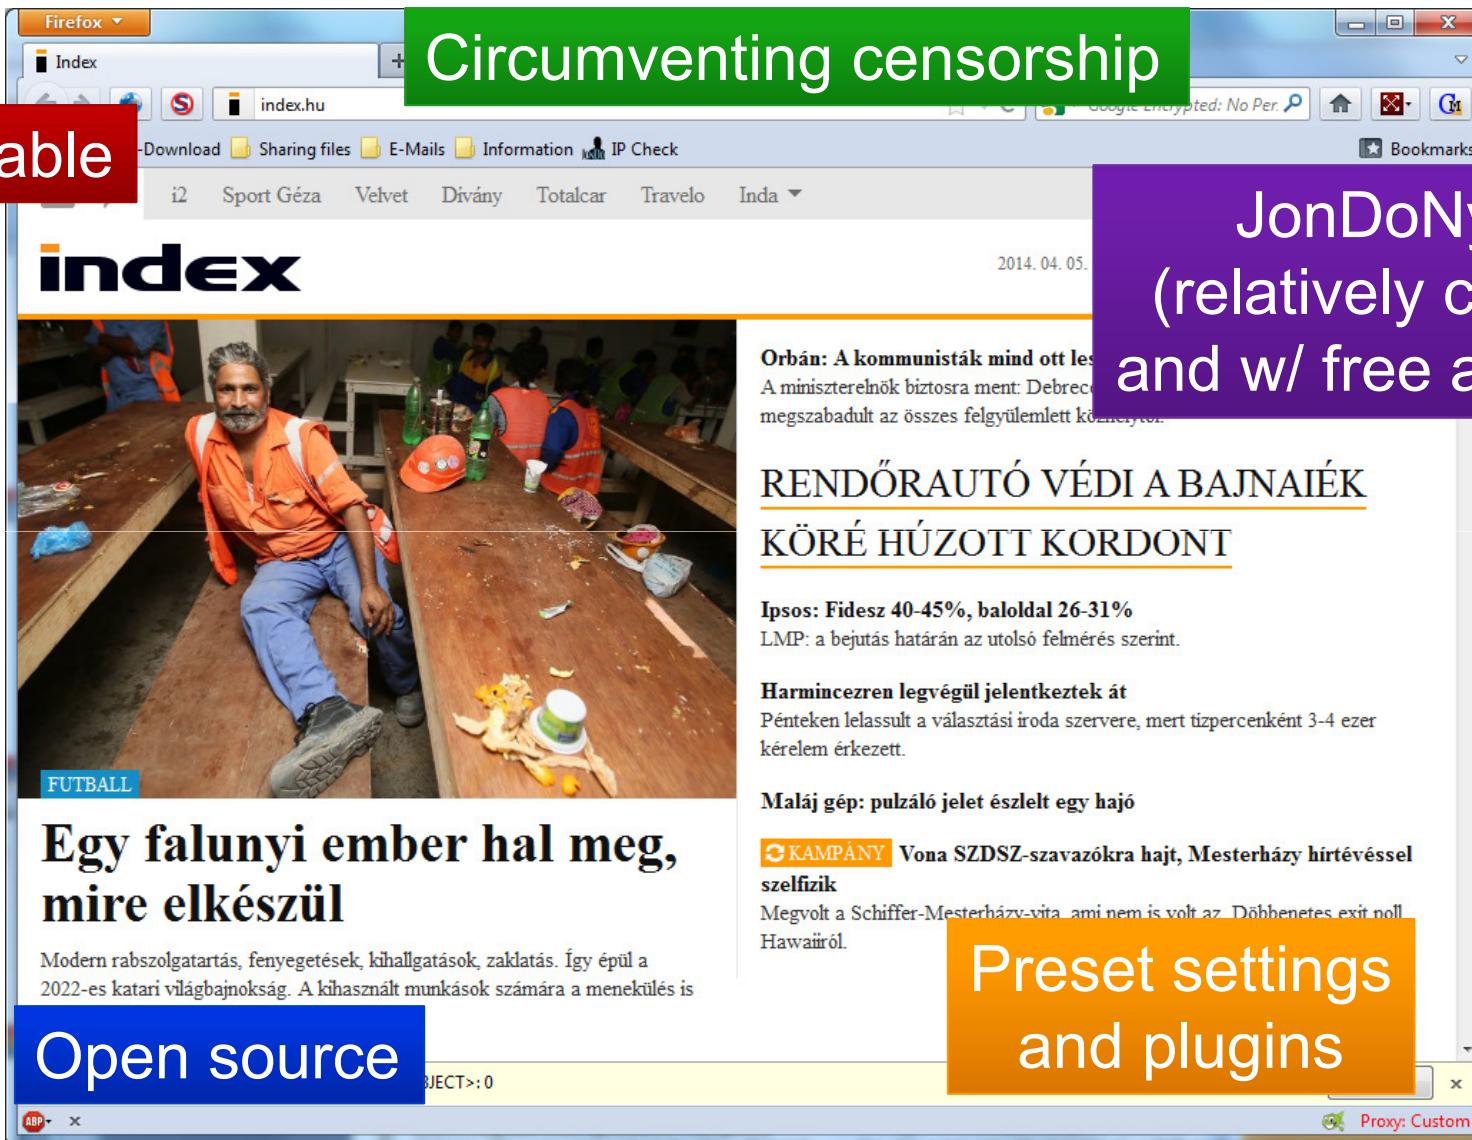 Firefox
Circumventing censorship
Index
index.hu
Google Encrypted: No Per.
able
-Download
Sharing files
E-Mails
Information
IP Check
Bookmarks
i2
Sport Géza
Velvet
Divány
Totalcar
Travelo
Inda
index
2014. 04. 05.
JonDoNy
(relatively c
and w/ free a
Orbán: A kommunisták mind ott les
A miniszterelnök biztosra ment: Debrec
megszabadult az összes felgyülemlett közhelytől.
RENDŐRAUTÓ VÉDI A BAJNAIÉK
KÖRÉ HÚZOTT KORDONT
Ipsos: Fidesz 40-45%, baloldal 26-31%
LMP: a bejutás határán az utolsó felmérés szerint.
Harmincezren legvégül jelentkeztek át
Pénteken lelassult a választási iroda szervere, mert tízpercenként 3-4 ezer
kérelem érkezett.
Maláj gép: pulzáló jelet észlelt egy hajó
KAMPÁNY Vona SZDSZ-szavazókra hajt, Mesterházy hírtévéssel
szelfizik
Megvolt a Schiffer-Mesterházy-vita, ami nem is volt az. Döbbenetes exit poll
Hawaiiról.
FUTBALL
Egy falunyi ember hal meg,
mire elkészül
Modern rabszolgatartás, fenyegetések, kihallgatások, zaklatás. Így épül a
2022-es katari világbajnokság. A kihasznált munkások számára a menekülés is
Preset settings
and plugins
Open source
BJECT>: 0
ABP
Proxy: Custom